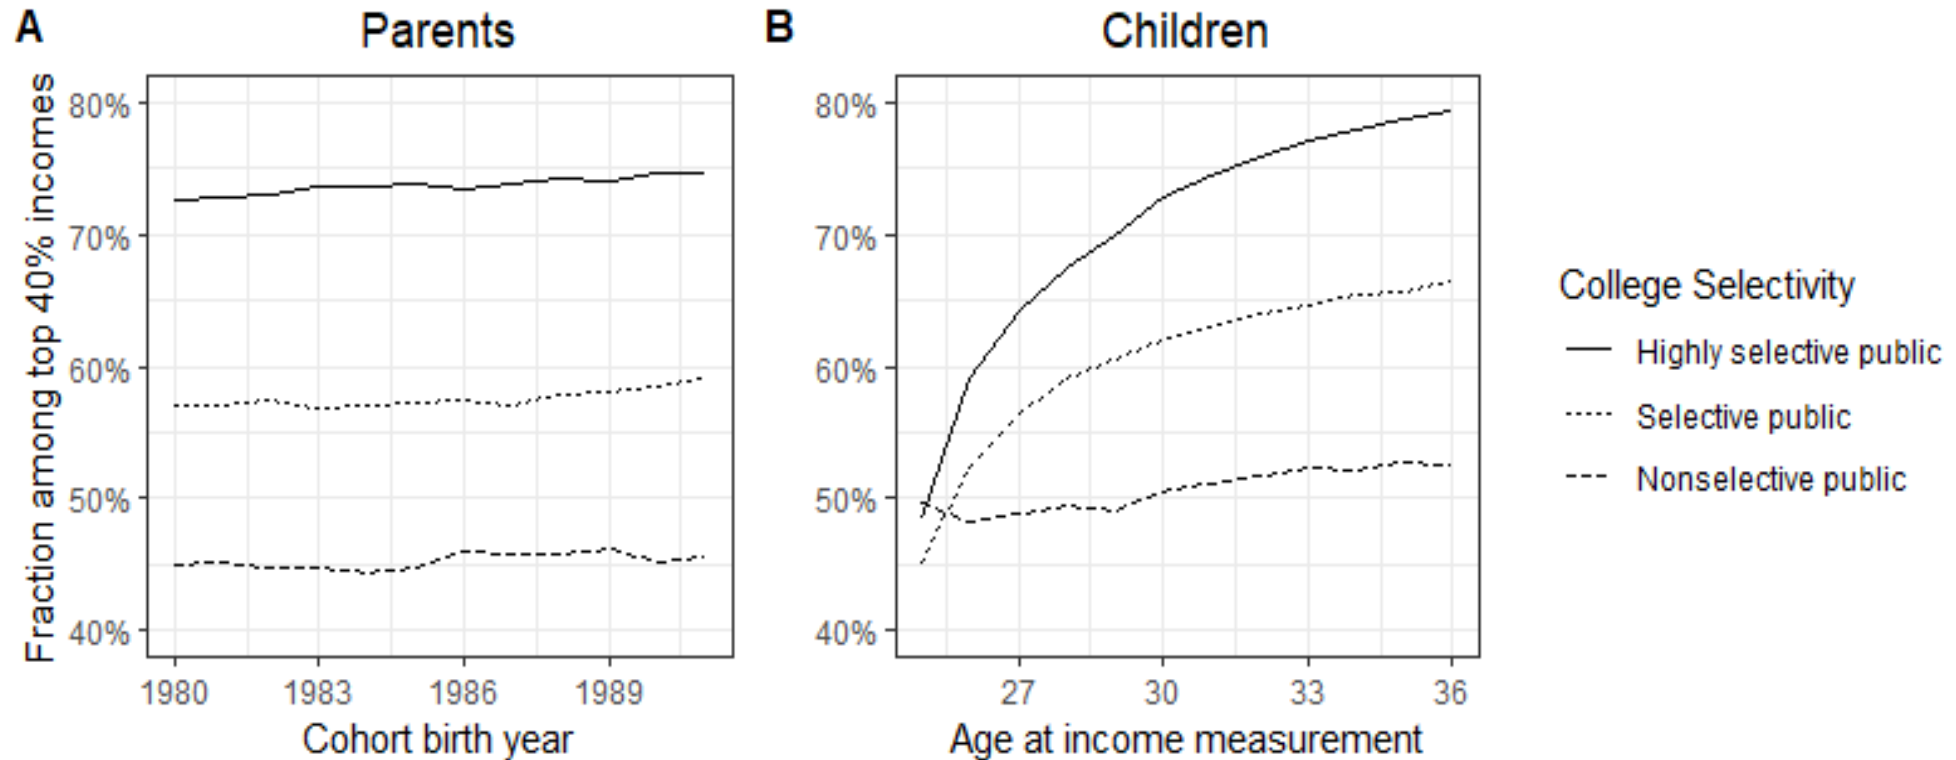 A
Parents
B
Children
Fraction among top 40% incomes
80%
70%
60%
50%
40%
1980
1983
1986
1989
Cohort birth year
80%
70%
60%
50%
40%
27
30
33
36
Age at income measurement
College Selectivity
Highly selective public
Selective public
Nonselective public